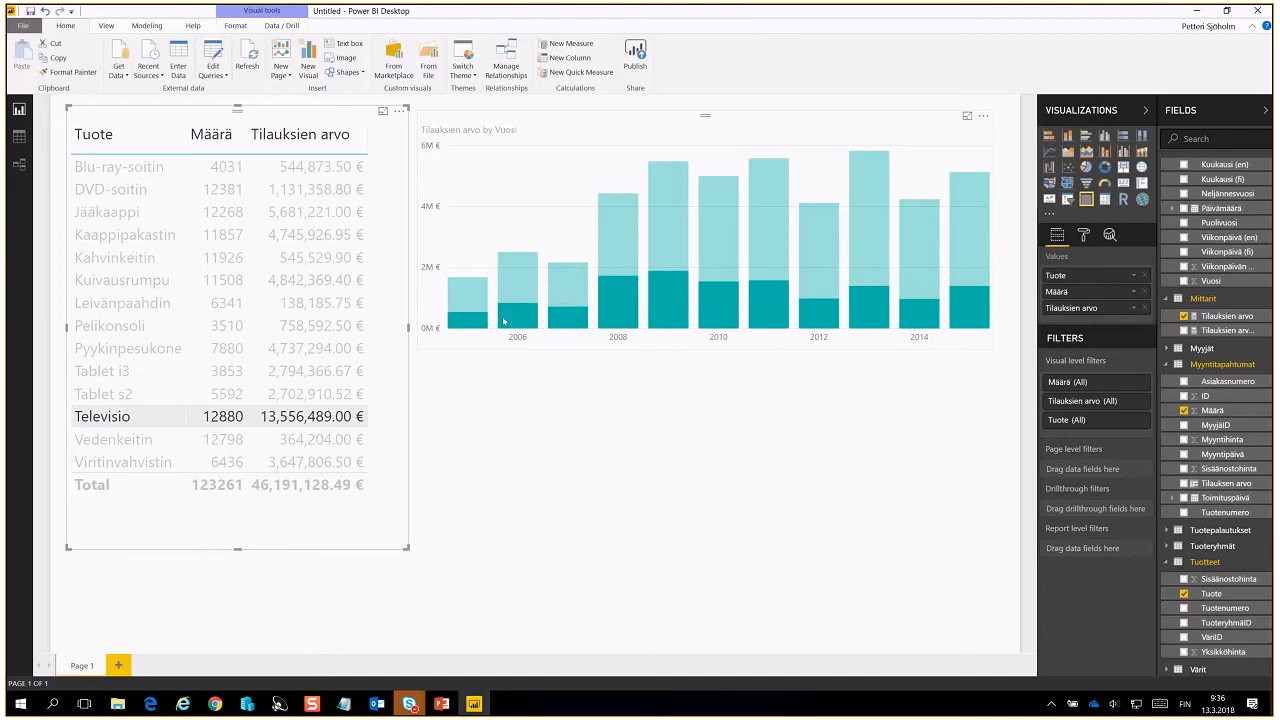 Visual tools
Untitled - Power BI Desktop
File Home View Modeling Help Format Data / Drill
Petteri Sjöholm
Paste
Cut
Copy
Format Painter
Get Data
Recent Sources
Enter Data
Edit Queries
Refresh
New Page
New Visual
Text box
Image
Shapes
From Marketplace
From File
Switch Theme
Manage Relationships
New Measure
New Column
New Quick Measure
Publish
Clipboard External data Insert Custom visuals Themes Relationships Calculations Share
Tuote Määrä Tilauksien arvo
Blu-ray-soitin 4031 544,873.50 €
DVD-soitin 12381 1,131,358.80 €
Jääkaappi 12268 5,681,221.00 €
Kaappipakastin 11857 4,745,926.95 €
Kahvinkeitin 11926 545,529.90 €
Kuivausrumpu 11508 4,842,369.40 €
Leivänpaahdin 6341 138,185.75 €
Pelikonsoli 3510 758,592.50 €
Pyykinpesukone 7880 4,737,294.00 €
Tablet i3 3853 2,794,366.67 €
Tablet s2 5592 2,702,910.52 €
Televisio 12880 13,556,489.00 €
Vedenkeitin 12798 364,204.00 €
Viritinvahvistin 6436 3,647,806.50 €
Total 123261 46,191,128.49 €
Tilauksien arvo by Vuosi
6M €
4M €
2M €
0M €
2006 2008 2010 2012 2014
VISUALIZATIONS
Values
Tuote
Määrä
Tilauksien arvo
FILTERS
Visual level filters
Määrä (All)
Tilauksien arvo (All)
Tuote (All)
Page level filters
Drag data fields here
Drillthrough filters
Drag drillthrough fields here
Report level filters
Drag data fields here
FIELDS
Search
Kuukausi (en)
Kuukausi (fi)
Neljännesvuosi
Päivämäärä
Puolivuosi
Viikonpäivä (en)
Viikonpäivä (fi)
Viikonpäivän ...
Vuosi
Mittarit
Tilauksien arvo
Tilauksien arv...
Myyjät
Myyntitapahtumat
Asiakasnumero
ID
Määrä
MyyjäID
Myyntihinta
Myyntipäivä
Sisäänostohinta
Tilauksen arvo
Toimituspäivä
Tuotenumero
Tuotepalautukset
Tuoteryhmät
Tuotteet
Sisäänostohinta
Tuote
Tuotenumero
TuoteryhmäID
VäriID
Yksikköhinta
Värit
Page 1
PAGE 1 OF 1
FIN
9:36
13.3.2018